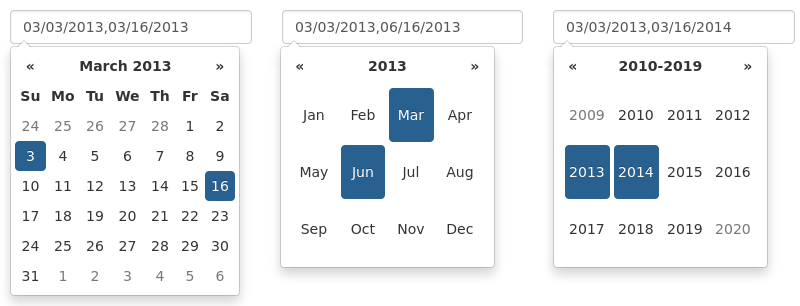 03/03/2013,03/16/2013
« March 2013 »
Su Mo Tu We Th Fr Sa
24 25 26 27 28 1 2
3 4 5 6 7 8 9
10 11 12 13 14 15 16
17 18 19 20 21 22 23
24 25 26 27 28 29 30
31 1 2 3 4 5 6
03/03/2013,06/16/2013
« 2013 »
Jan Feb Mar Apr
May Jun Jul Aug
Sep Oct Nov Dec
03/03/2013,03/16/2014
« 2010-2019 »
2009 2010 2011 2012
2013 2014 2015 2016
2017 2018 2019 2020